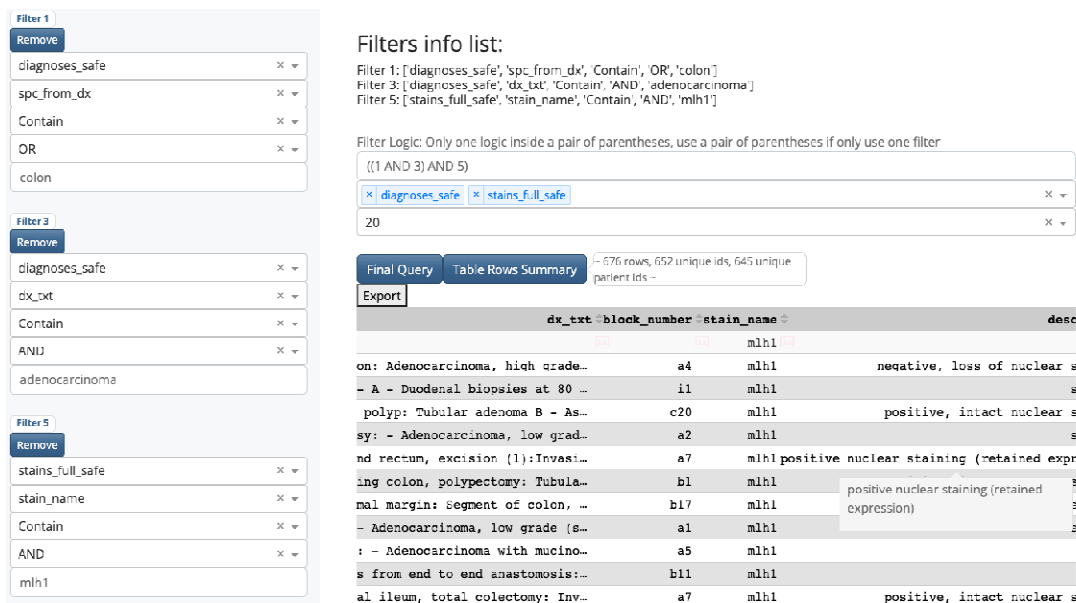 Filter 1
Remove
diagnoses_safe
spc_from_dx
Contain
OR
colon
Filter 3
Remove
diagnoses_safe
dx_txt
Contain
AND
adenocarcinoma
Filter 5
Remove
stains_full_safe
stain_name
Contain
AND
mlh1
Filters info list:
Filter 1: ['diagnoses_safe', 'spc_from_dx', 'Contain', 'OR', 'colon']
Filter 3: ['diagnoses_safe', 'dx_txt', 'Contain', 'AND', 'adenocarcinoma']
Filter 5: ['stains_full_safe', 'stain_name', 'Contain', 'AND', 'mlh1']
Filter Logic: Only one logic inside a pair of parentheses, use a pair of parentheses if only use one filter
((1 AND 3) AND 5)
× diagnoses_safe × stains_full_safe
20
Final Query Table Rows Summary
~ 676 rows, 652 unique ids, 645 unique
patient ids ~
Export
dx_txt block_number stain_name desc
mlh1
on: Adenocarcinoma, high grade… a4 mlh1 negative, loss of nuclear s
– A – Duodenal biopsies at 80 … i1 mlh1 s
polyp: Tubular adenoma B – As… c20 mlh1 positive, intact nuclear s
sy: – Adenocarcinoma, low grad… a2 mlh1 s
nd rectum, excision (1):Invasi… a7 mlh1 positive nuclear staining (retained expr
ing colon, polypectomy: Tubula… b1 mlh1
positive nuclear staining (retained
expression)
mal margin: Segment of colon, … b17 mlh1
– Adenocarcinoma, low grade (s… a1 mlh1
: – Adenocarcinoma with mucino… a5 mlh1
s from end to end anastomosis:… b11 mlh1
al ileum, total colectomy: Inv… a7 mlh1 positive, intact nuclear s